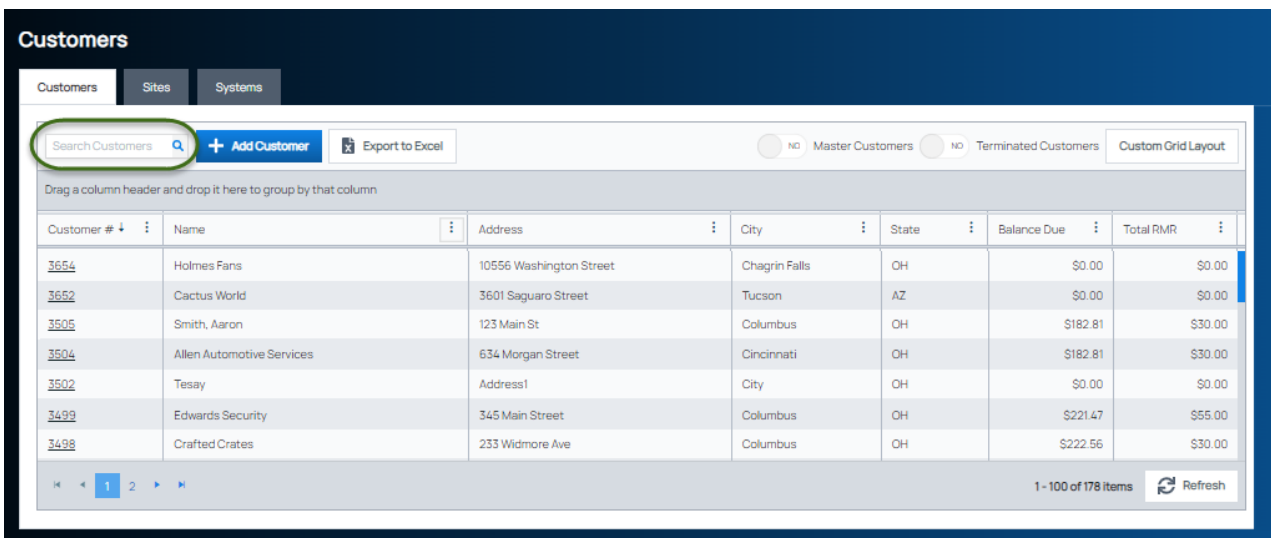 Customers
Customers Sites Systems
Search Customers Add Customer Export to Excel NO Master Customers NO Terminated Customers Custom Grid Layout
Drag a column header and drop it here to group by that column
Customer # Name Address City State Balance Due Total RMR
3654 Holmes Fans 10556 Washington Street Chagrin Falls OH $0.00 $0.00
3652 Cactus World 3601 Saguaro Street Tucson AZ $0.00 $0.00
3505 Smith, Aaron 123 Main St Columbus OH $182.81 $30.00
3504 Allen Automotive Services 634 Morgan Street Cincinnati OH $182.81 $30.00
3502 Tesay Address1 City OH $0.00 $0.00
3499 Edwards Security 345 Main Street Columbus OH $221.47 $55.00
3498 Crafted Crates 233 Widmore Ave Columbus OH $222.56 $30.00
1 2 1 - 100 of 178 items Refresh